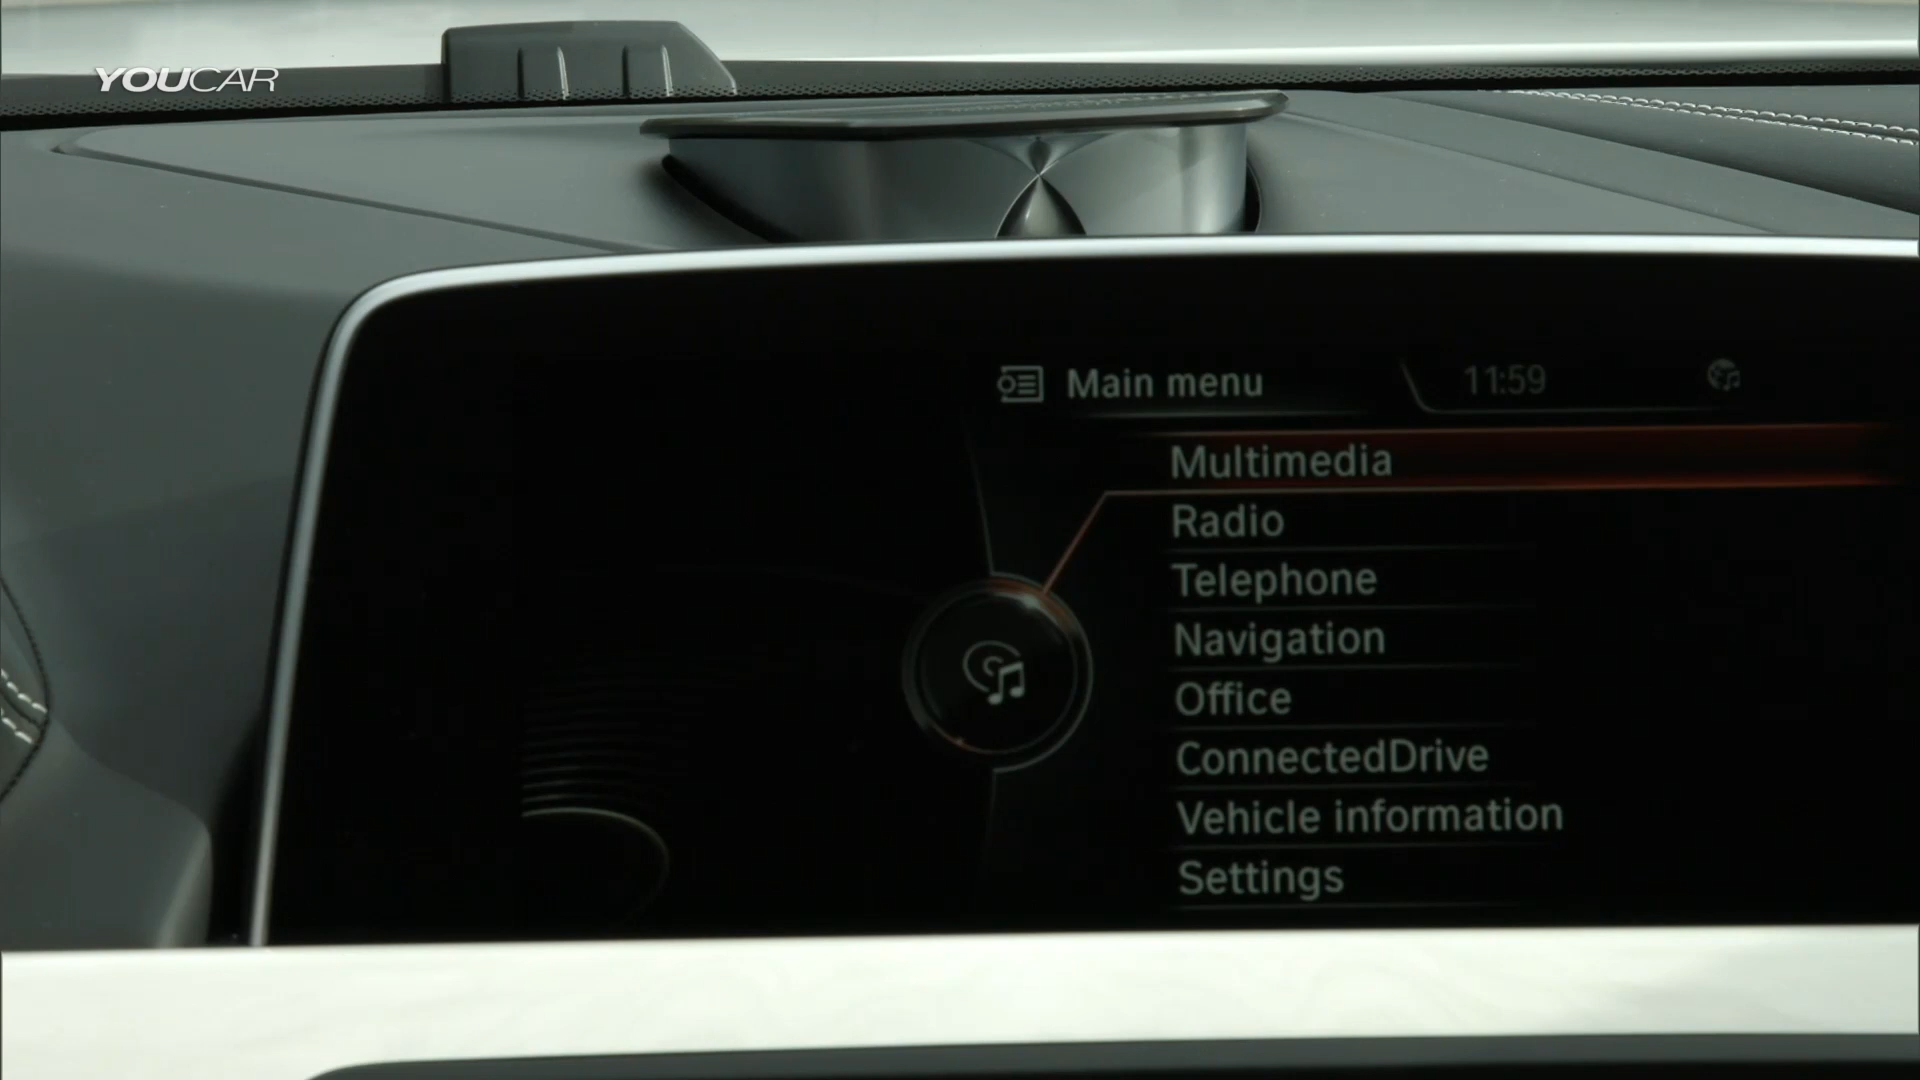 YOUCAR
Main menu 11:59
Multimedia
Radio
Telephone
Navigation
Office
ConnectedDrive
Vehicle information
Settings